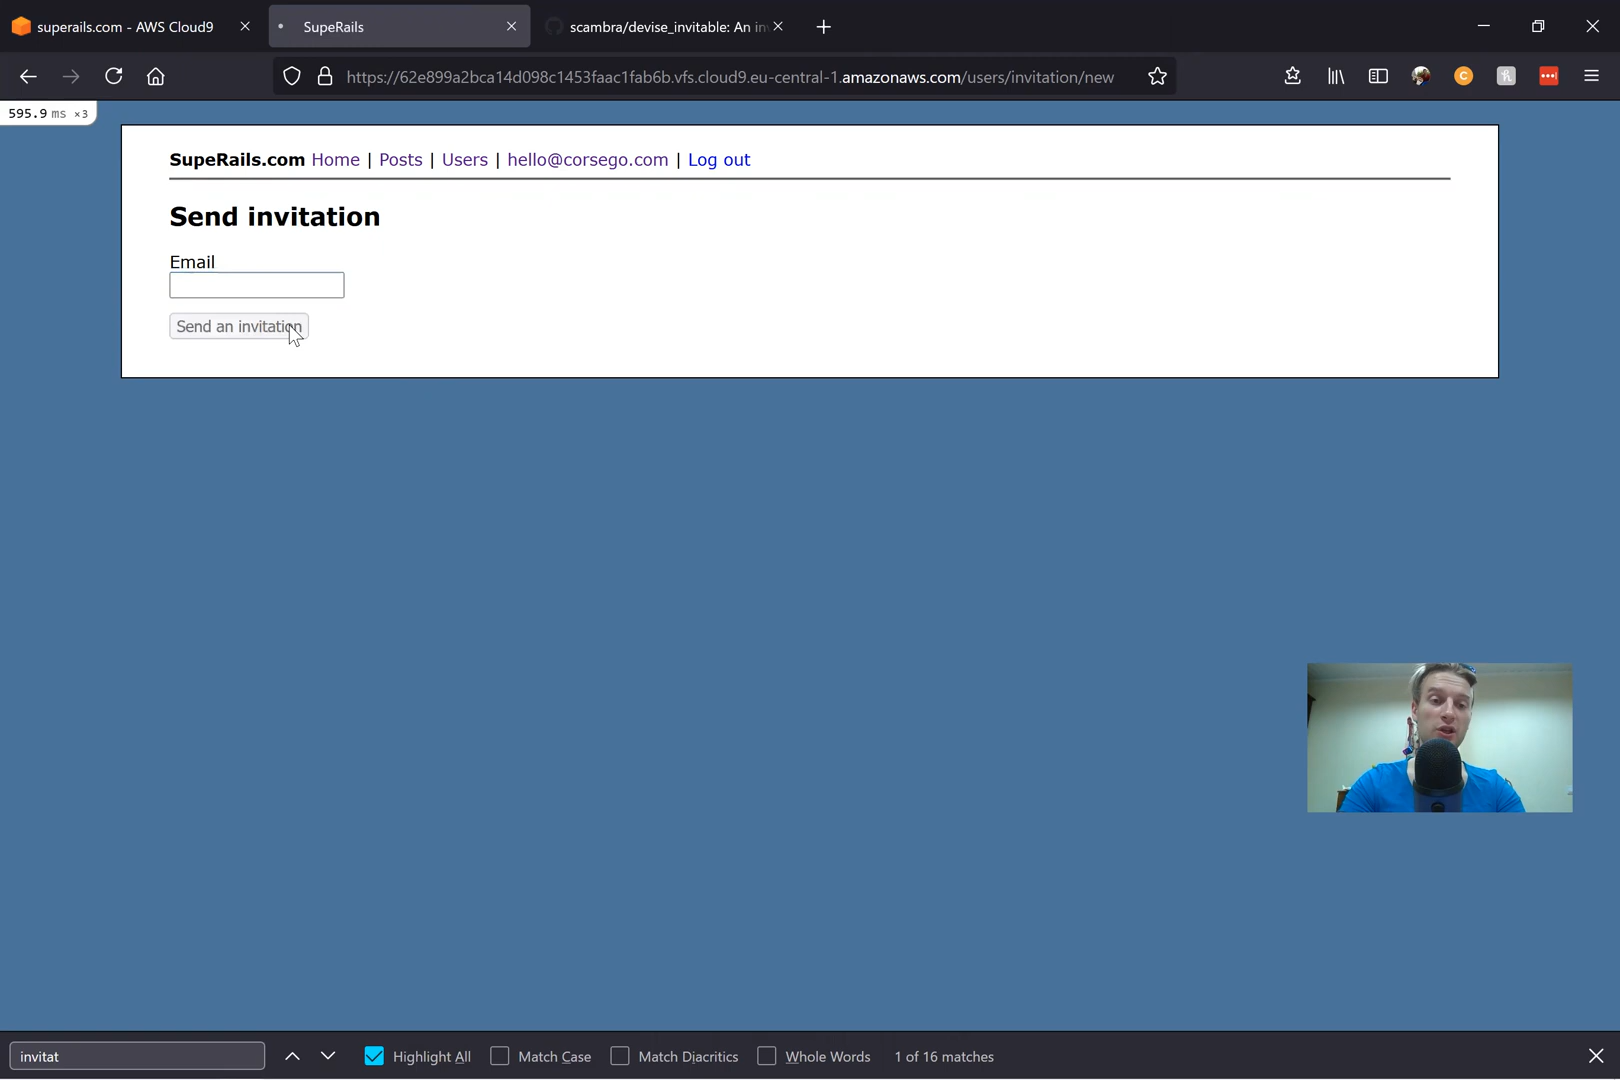 superails.com - AWS Cloud9
SupeRails
scambra/devise_invitable: An inv
https://62e899a2bca14d098c1453faac1fab6b.vfs.cloud9.eu-central-1.amazonaws.com/users/invitation/new
595.9 ms ×3
SupeRails.com Home | Posts | Users | hello@corsego.com | Log out
Send invitation
Email
Send an invitation
invitat
Highlight All
Match Case
Match Diacritics
Whole Words
1 of 16 matches